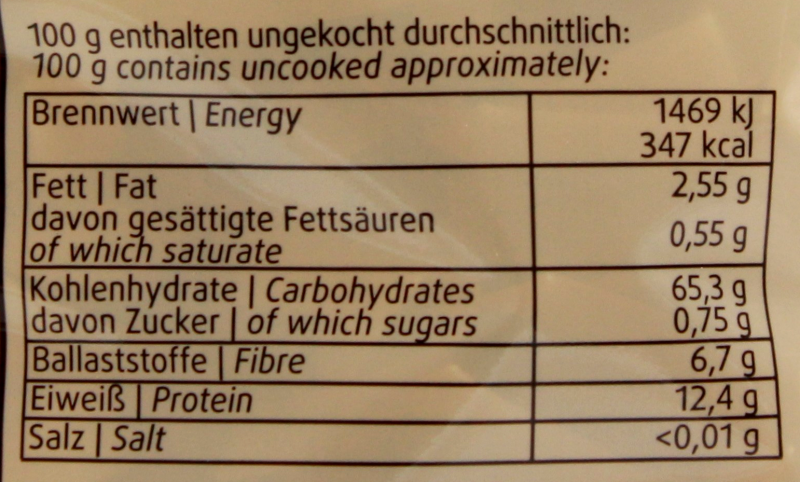 100 g enthalten ungekocht durchschnittlich:
100 g contains uncooked approximately:
Brennwert | Energy 1469 kJ
347 kcal
Fett | Fat 2,55 g
davon gesättigte Fettsäuren
of which saturate 0,55 g
Kohlenhydrate | Carbohydrates 65,3 g
davon Zucker | of which sugars 0,75 g
Ballaststoffe | Fibre 6,7 g
Eiweiß | Protein 12,4 g
Salz | Salt <0,01 g